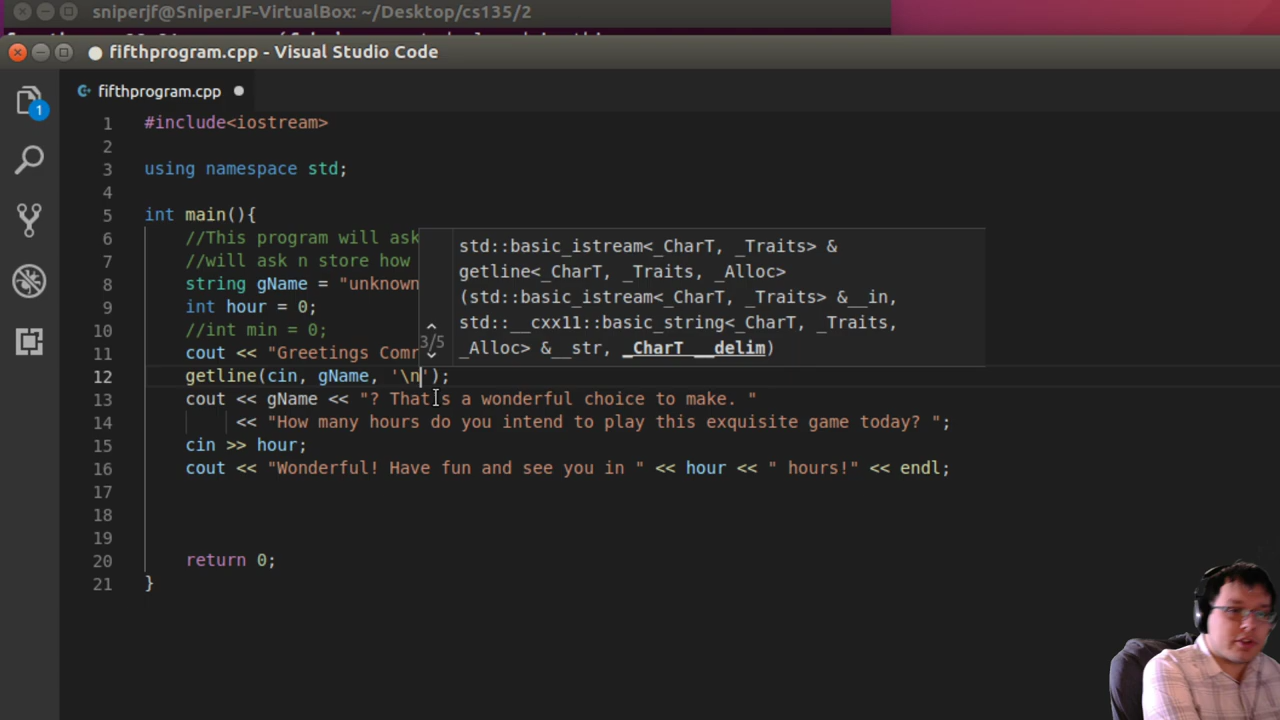 sniperjf@SniperJF-VirtualBox: ~/Desktop/cs135/2
fifthprogram.cpp - Visual Studio Code
fifthprogram.cpp
1
1 #include<iostream>
2
3 using namespace std;
4
5 int main(){
6 //This program will ask
7 //will ask n store how
8 string gName = "unknown
9 int hour = 0;
10 //int min = 0;
11 cout << "Greetings Comr
12 getline(cin, gName, '\n');
13 cout << gName << "? That's a wonderful choice to make. "
14 << "How many hours do you intend to play this exquisite game today? ";
15 cin >> hour;
16 cout << "Wonderful! Have fun and see you in " << hour << " hours!" << endl;
17
18
19
20 return 0;
21 }
3/5
std::basic_istream<_CharT, _Traits> &
getline<_CharT, _Traits, _Alloc>
(std::basic_istream<_CharT, _Traits> &__in,
std::__cxx11::basic_string<_CharT, _Traits,
_Alloc> &__str, _CharT __delim)